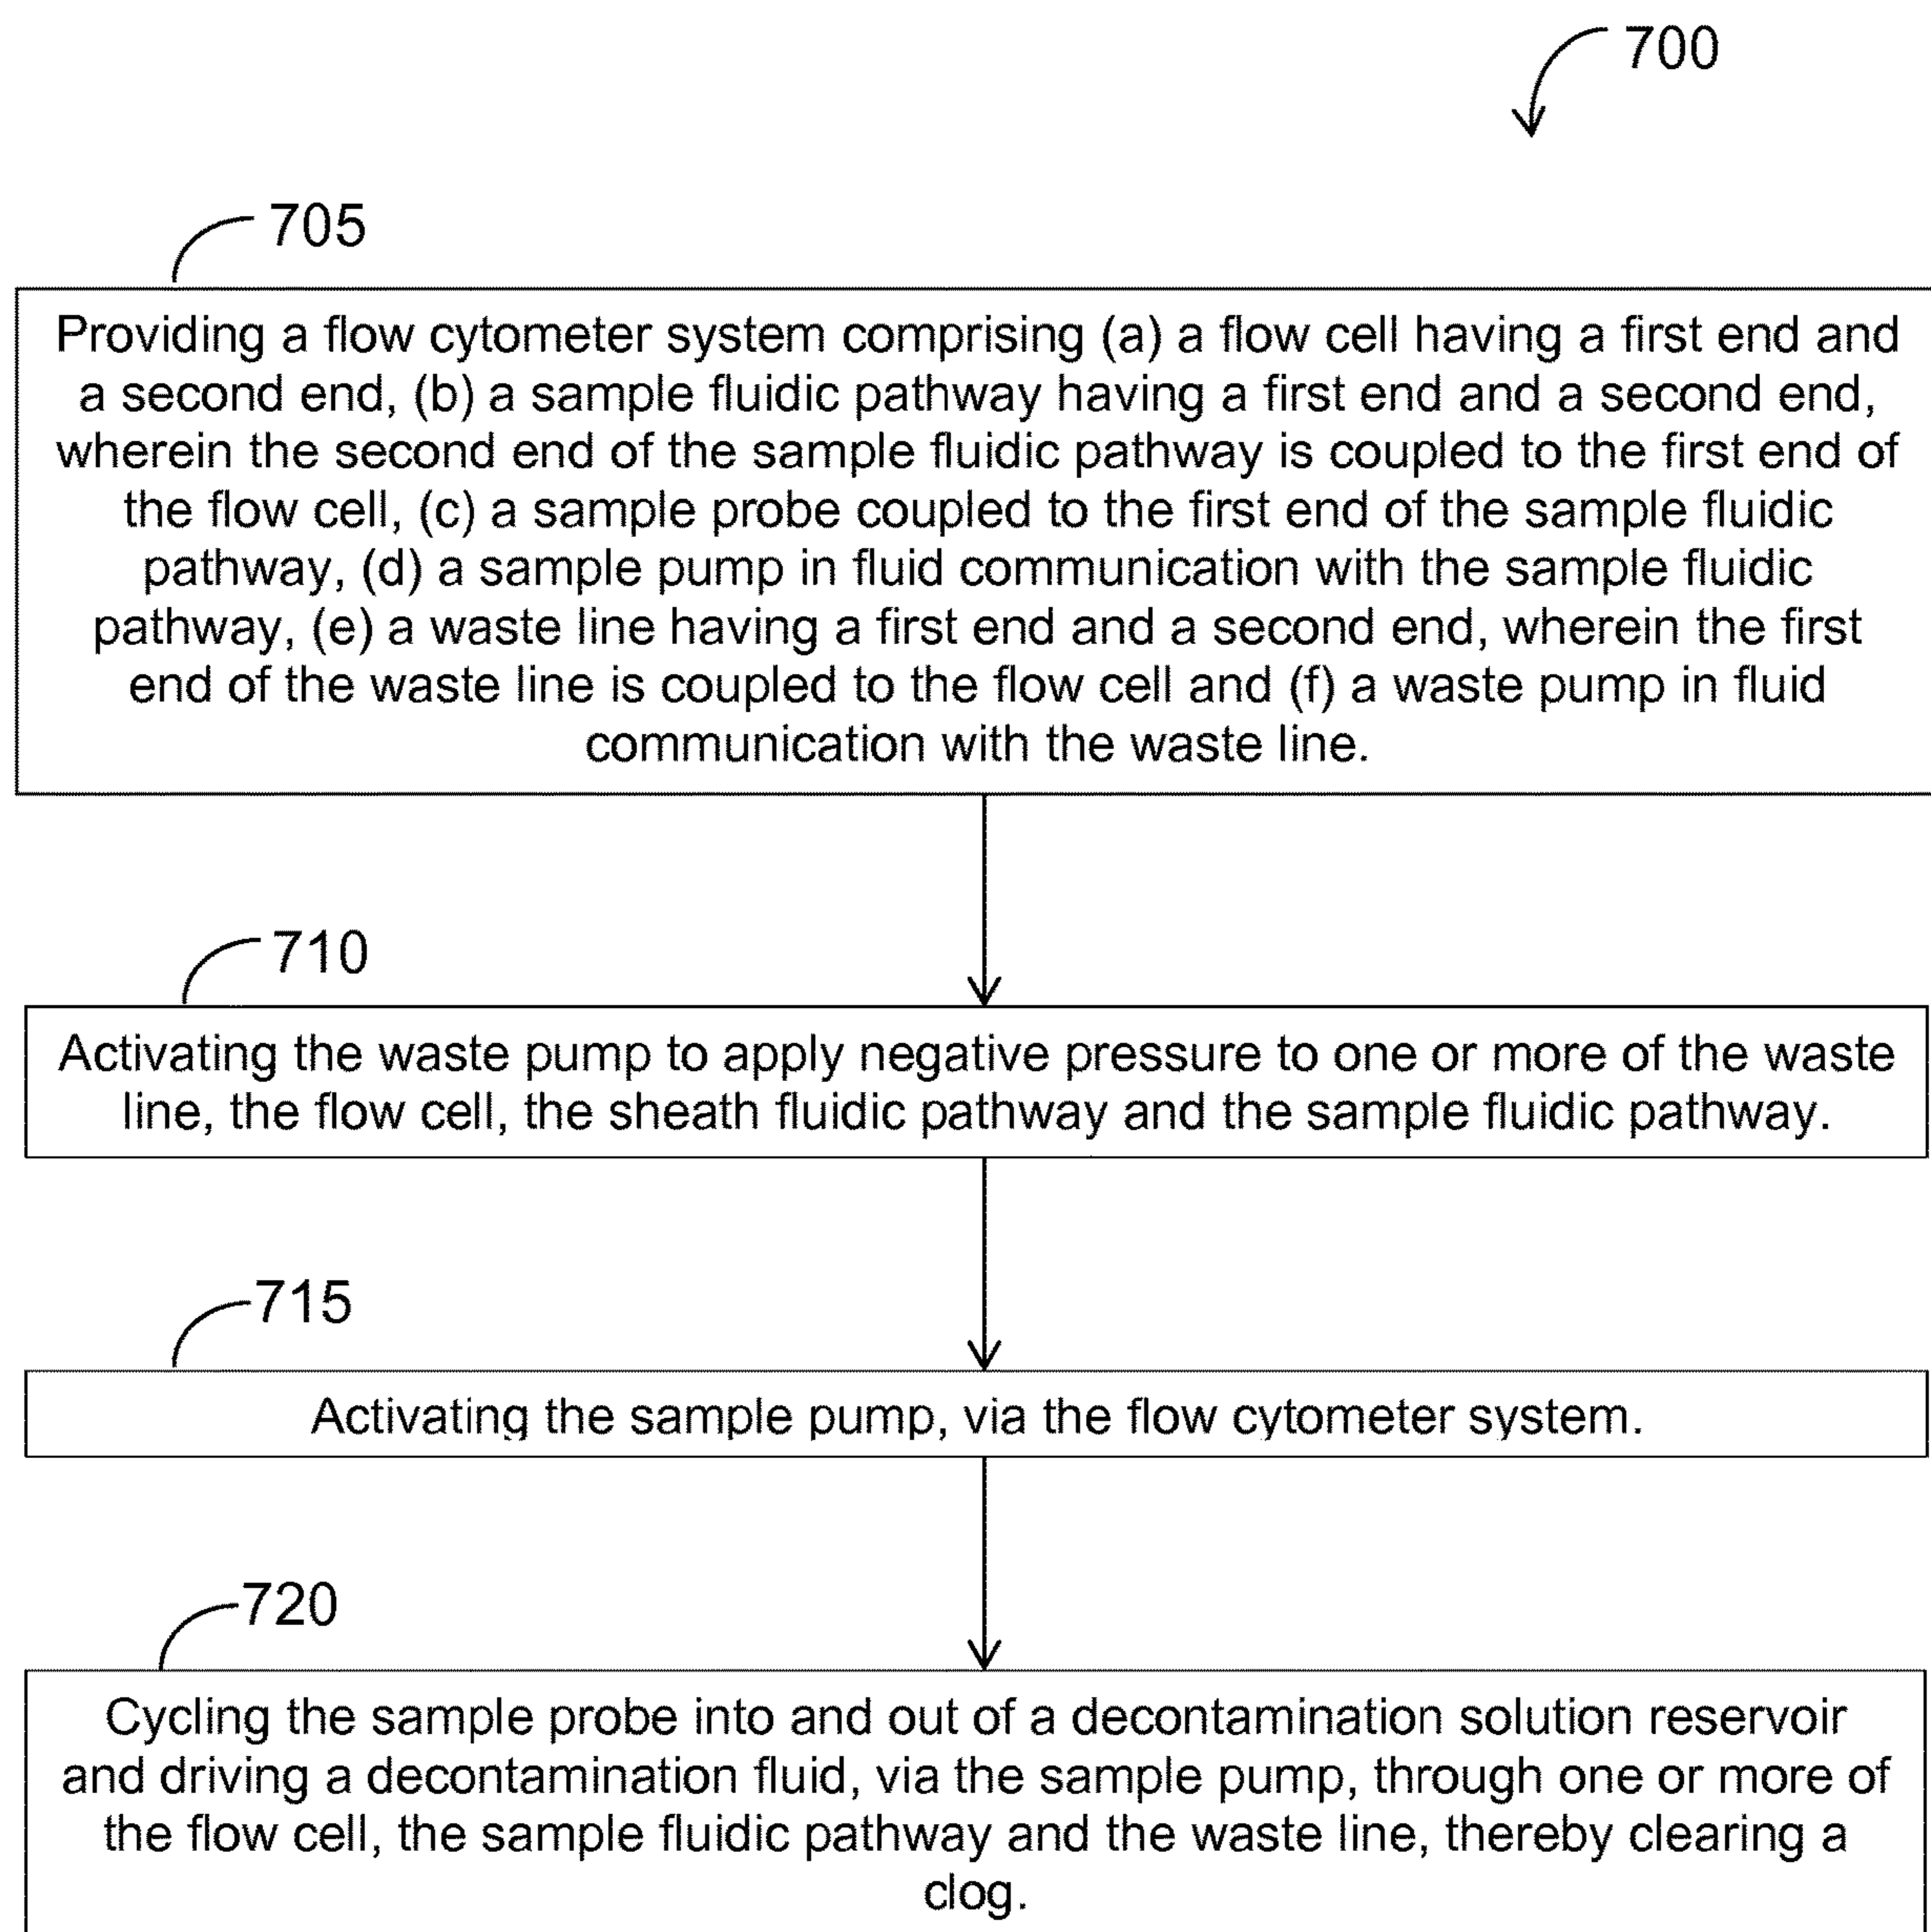 700
705
Providing a flow cytometer system comprising (a) a flow cell having a first end and
a second end, (b) a sample fluidic pathway having a first end and a second end,
wherein the second end of the sample fluidic pathway is coupled to the first end of
the flow cell, (c) a sample probe coupled to the first end of the sample fluidic
pathway, (d) a sample pump in fluid communication with the sample fluidic
pathway, (e) a waste line having a first end and a second end, wherein the first
end of the waste line is coupled to the flow cell and (f) a waste pump in fluid
communication with the waste line.
710
Activating the waste pump to apply negative pressure to one or more of the waste
line, the flow cell, the sheath fluidic pathway and the sample fluidic pathway.
715
Activating the sample pump, via the flow cytometer system.
720
Cycling the sample probe into and out of a decontamination solution reservoir
and driving a decontamination fluid, via the sample pump, through one or more of
the flow cell, the sample fluidic pathway and the waste line, thereby clearing a
clog.